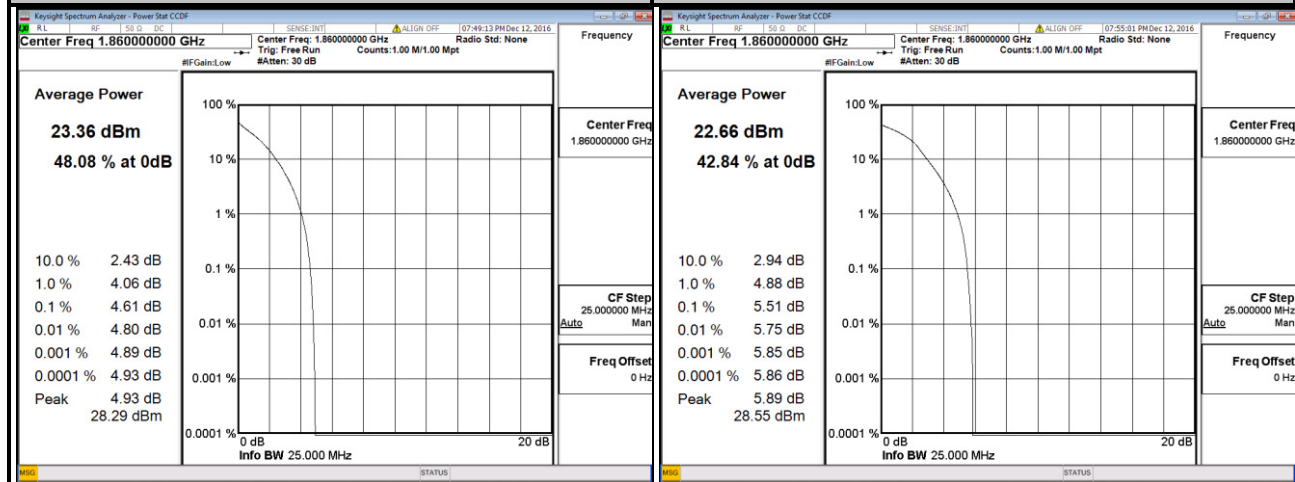 Keysight Spectrum Analyzer - Power Stat CCDF
RL RF 50 Ω DC SENSE:INT ALIGN OFF 07:49:13 PM Dec 12, 2016
Center Freq 1.860000000 GHz
Center Freq: 1.860000000 GHz Radio Std: None
Trig: Free Run Counts:1.00 M/1.00 Mpt
#IFGain:Low #Atten: 30 dB
Frequency
Average Power
23.36 dBm
48.08 % at 0dB
10.0 % 2.43 dB
1.0 % 4.06 dB
0.1 % 4.61 dB
0.01 % 4.80 dB
0.001 % 4.89 dB
0.0001 % 4.93 dB
Peak 4.93 dB
28.29 dBm
100 %
10 %
1 %
0.1 %
0.01 %
0.001 %
0.0001 %
0 dB 20 dB
Info BW 25.000 MHz
Center Freq
1.860000000 GHz
CF Step
25.000000 MHz
Auto Man
Freq Offset
0 Hz
MSG STATUS
Keysight Spectrum Analyzer - Power Stat CCDF
RL RF 50 Ω DC SENSE:INT ALIGN OFF 07:55:01 PM Dec 12, 2016
Center Freq 1.860000000 GHz
Center Freq: 1.860000000 GHz Radio Std: None
Trig: Free Run Counts:1.00 M/1.00 Mpt
#IFGain:Low #Atten: 30 dB
Frequency
Average Power
22.66 dBm
42.84 % at 0dB
10.0 % 2.94 dB
1.0 % 4.88 dB
0.1 % 5.51 dB
0.01 % 5.75 dB
0.001 % 5.85 dB
0.0001 % 5.86 dB
Peak 5.89 dB
28.55 dBm
100 %
10 %
1 %
0.1 %
0.01 %
0.001 %
0.0001 %
0 dB 20 dB
Info BW 25.000 MHz
Center Freq
1.860000000 GHz
CF Step
25.000000 MHz
Auto Man
Freq Offset
0 Hz
MSG STATUS